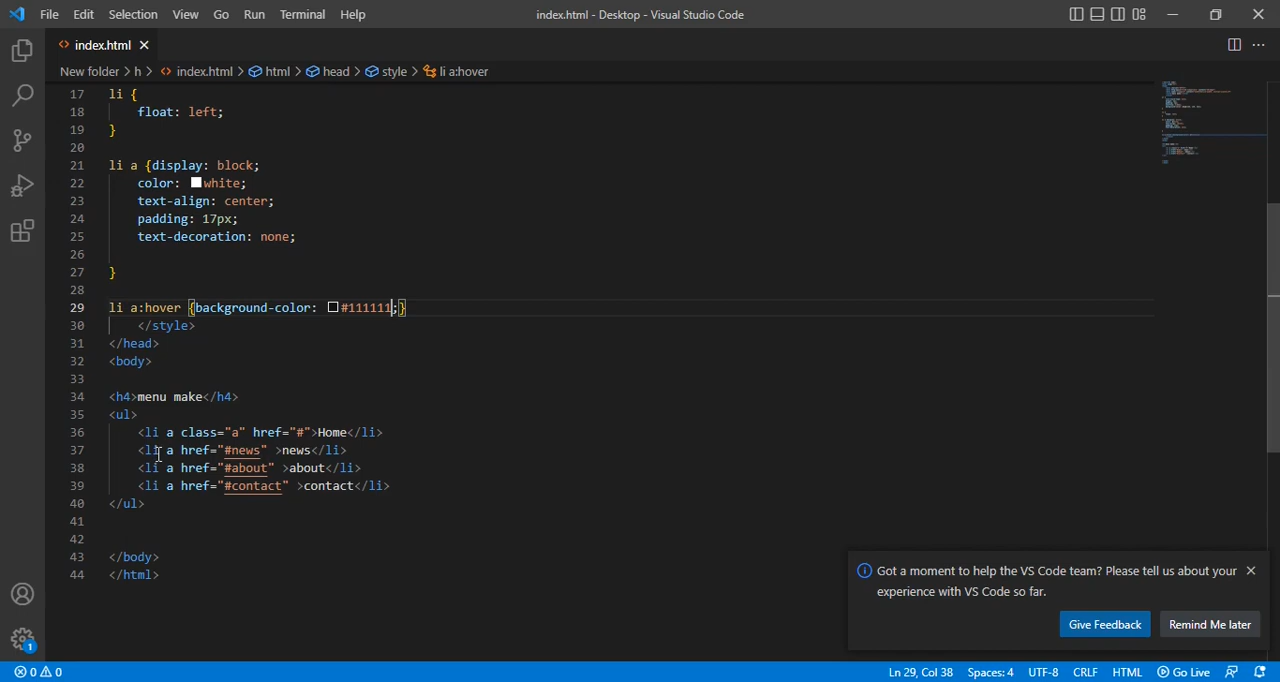 File Edit Selection View Go Run Terminal Help index.html - Desktop - Visual Studio Code
index.html
New folder > h > index.html > html > head > style > li a:hover
17 li {
18 float: left;
19 }
20
21 li a {display: block;
22 color: white;
23 text-align: center;
24 padding: 17px;
25 text-decoration: none;
26
27 }
28
29 li a:hover {background-color: #111111;}
30 </style>
31 </head>
32 <body>
33
34 <h4>menu make</h4>
35 <ul>
36 <li a class="a" href="#">Home</li>
37 <li a href="#news" >news</li>
38 <li a href="#about" >about</li>
39 <li a href="#contact" >contact</li>
40 </ul>
41
42
43 </body>
44 </html>
Got a moment to help the VS Code team? Please tell us about your
experience with VS Code so far.
Give Feedback Remind Me later
1
0 0 Ln 29, Col 38 Spaces: 4 UTF-8 CRLF HTML Go Live